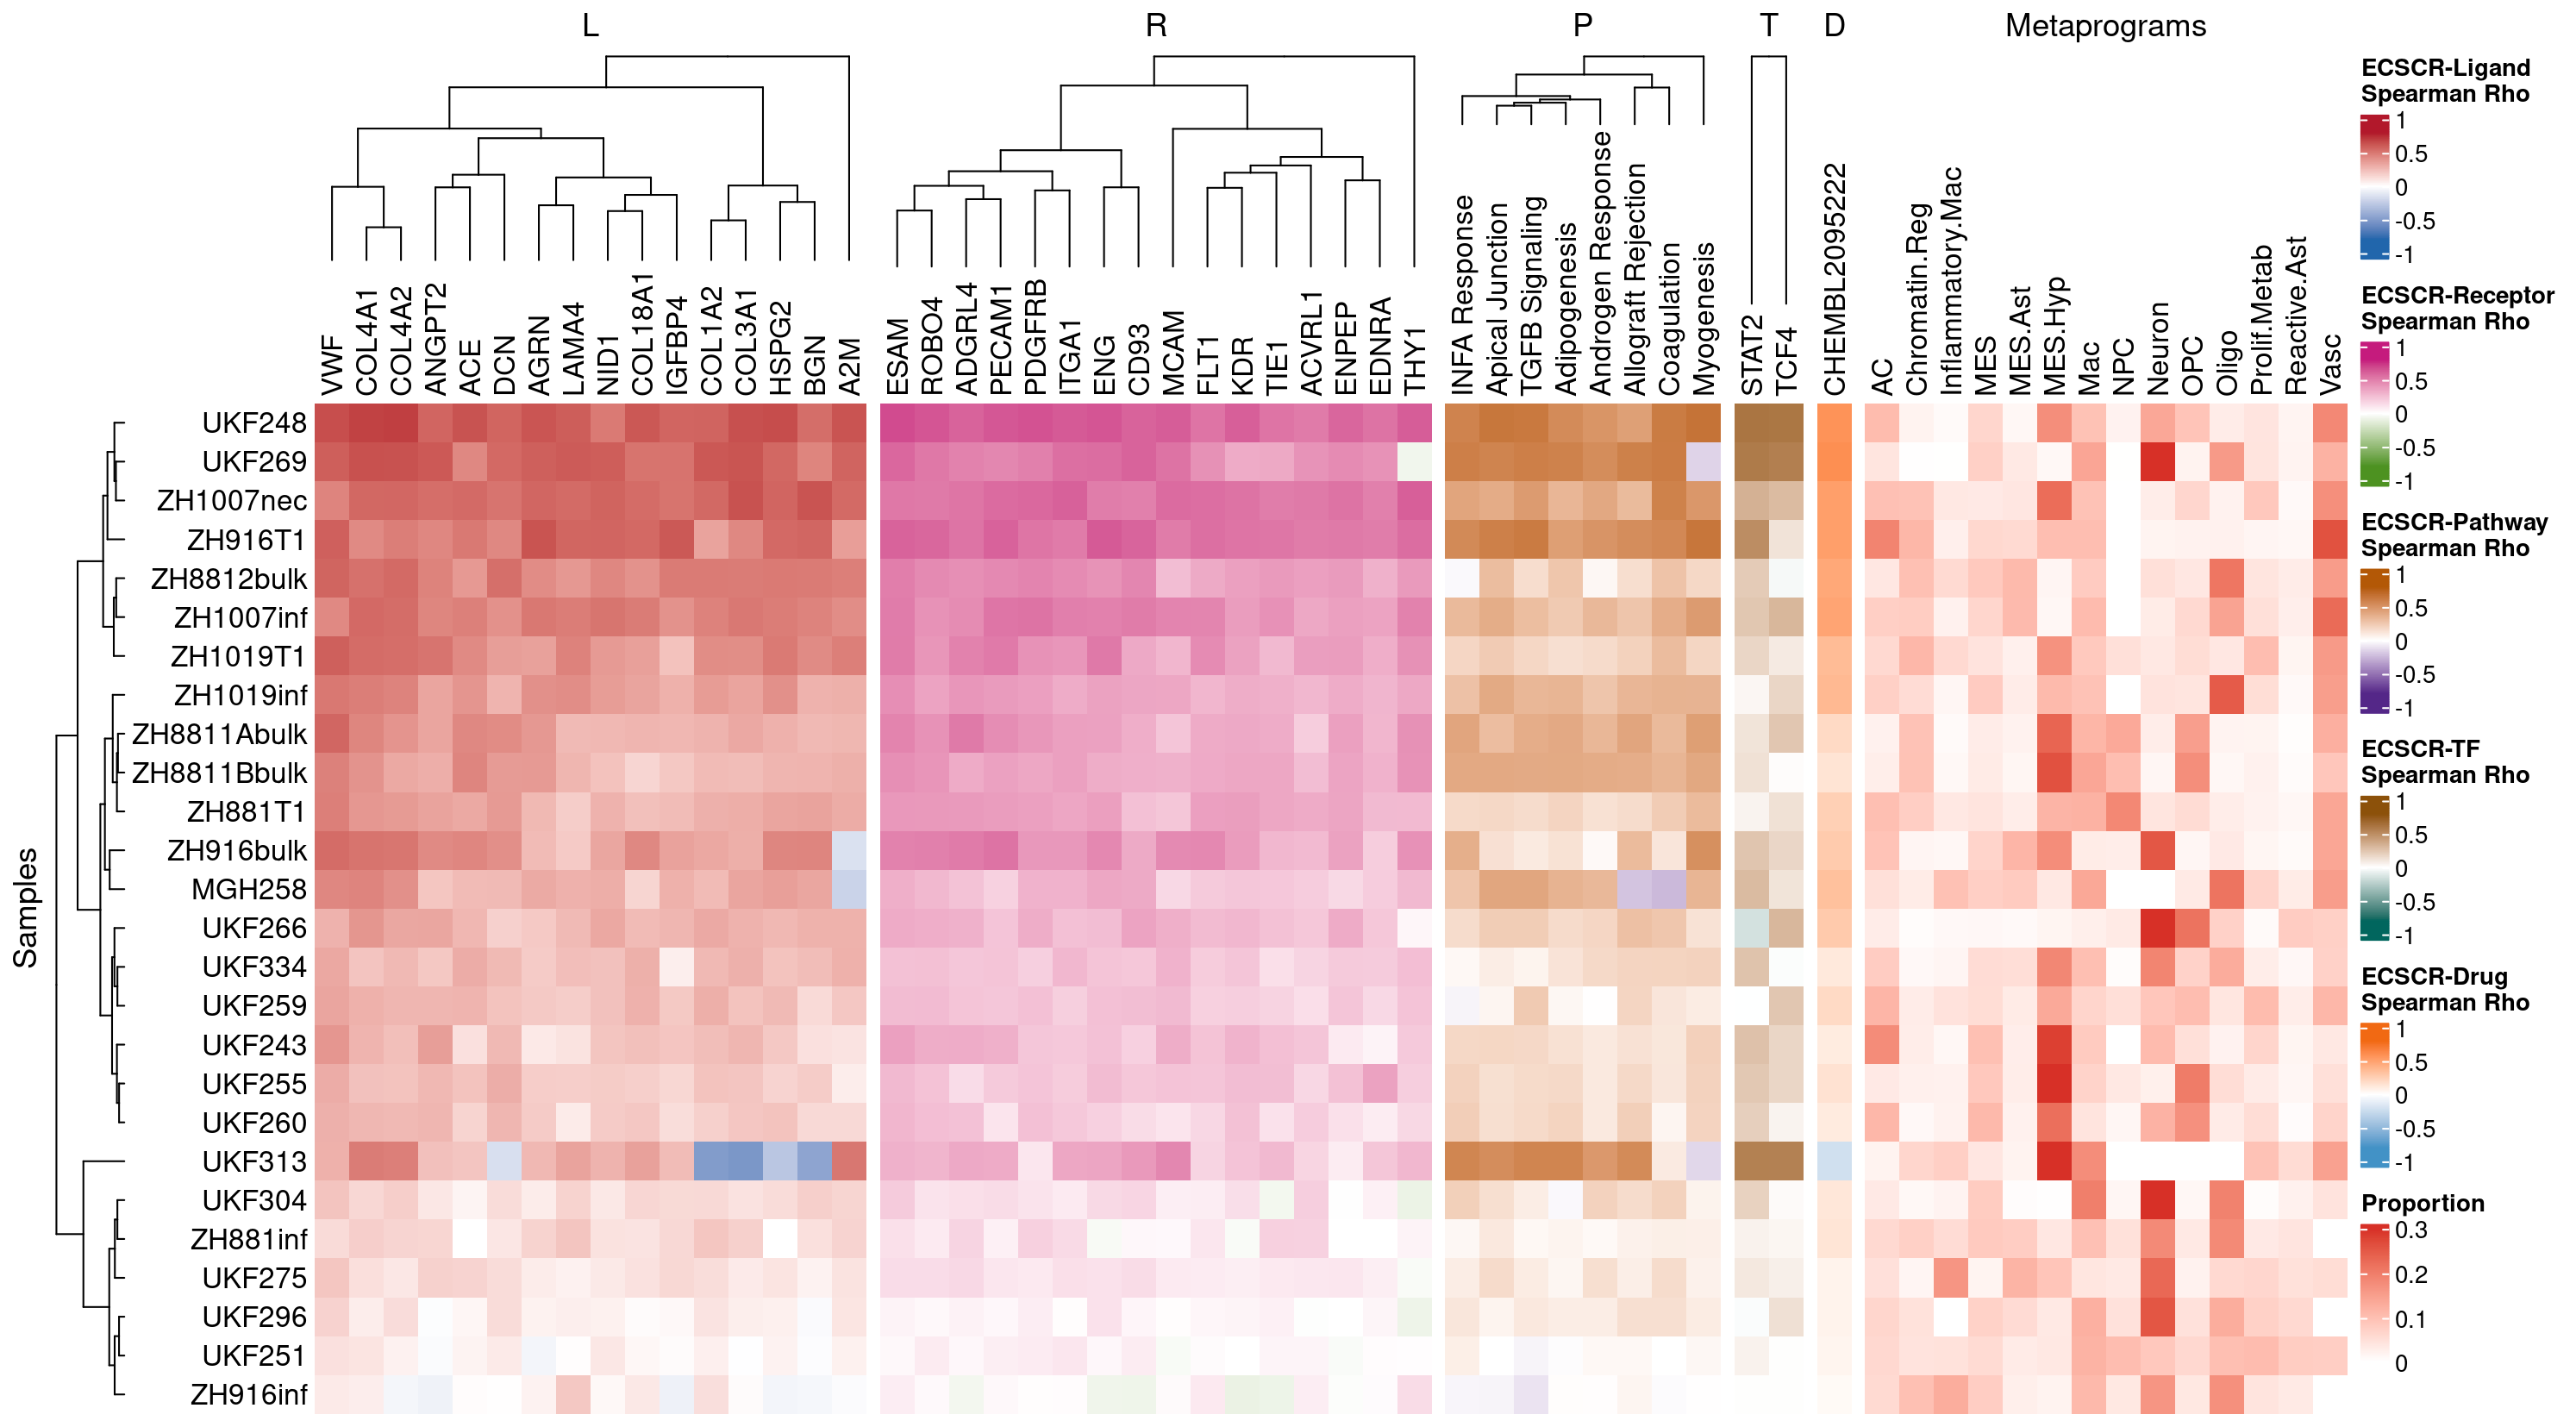 L
R
P
T
D
Metaprograms
VWF
COL4A1
COL4A2
ANGPT2
ACE
DCN
AGRN
LAMA4
NID1
COL18A1
IGFBP4
COL1A2
COL3A1
HSPG2
BGN
A2M
ESAM
ROBO4
ADGRL4
PECAM1
PDGFRB
ITGA1
ENG
CD93
MCAM
FLT1
KDR
TIE1
ACVRL1
ENPEP
EDNRA
THY1
INFA Response
Apical Junction
TGFB Signaling
Adipogenesis
Androgen Response
Allograft Rejection
Coagulation
Myogenesis
STAT2
TCF4
CHEMBL2095222
AC
Chromatin.Reg
Inflammatory.Mac
MES
MES.Ast
MES.Hyp
Mac
NPC
Neuron
OPC
Oligo
Prolif.Metab
Reactive.Ast
Vasc
Samples
UKF248
UKF269
ZH1007nec
ZH916T1
ZH8812bulk
ZH1007inf
ZH1019T1
ZH1019inf
ZH8811Abulk
ZH8811Bbulk
ZH881T1
ZH916bulk
MGH258
UKF266
UKF334
UKF259
UKF243
UKF255
UKF260
UKF313
UKF304
ZH881inf
UKF275
UKF296
UKF251
ZH916inf
ECSCR-Ligand
Spearman Rho
1
0.5
0
-0.5
-1
ECSCR-Receptor
Spearman Rho
1
0.5
0
-0.5
-1
ECSCR-Pathway
Spearman Rho
1
0.5
0
-0.5
-1
ECSCR-TF
Spearman Rho
1
0.5
0
-0.5
-1
ECSCR-Drug
Spearman Rho
1
0.5
0
-0.5
-1
Proportion
0.3
0.2
0.1
0